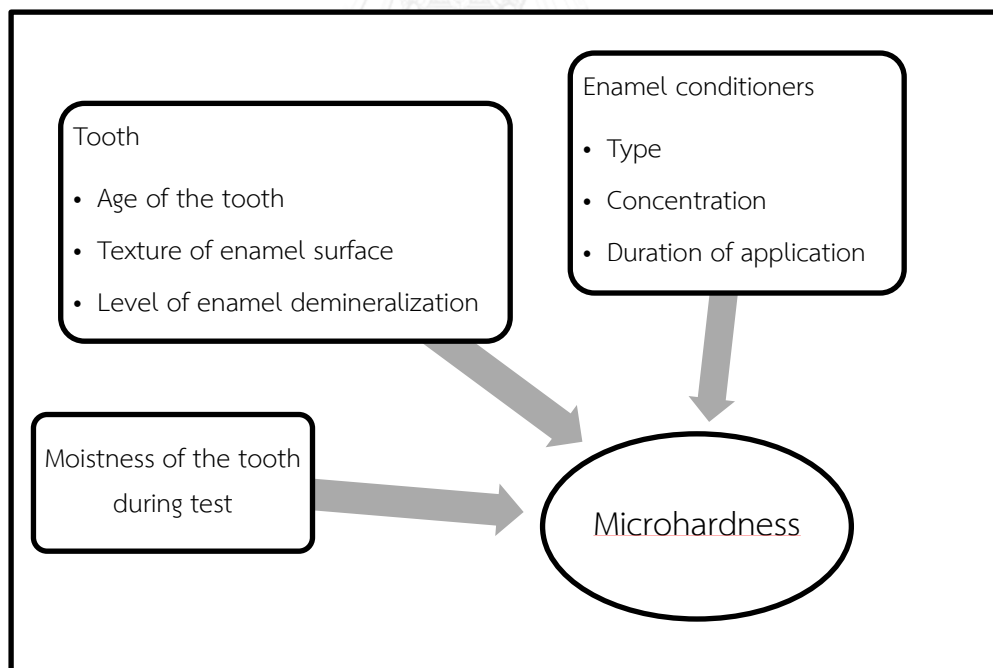 Tooth
• Age of the tooth
• Texture of enamel surface
• Level of enamel demineralization
Enamel conditioners
• Type
• Concentration
• Duration of application
Moistness of the tooth
during test
Microhardness